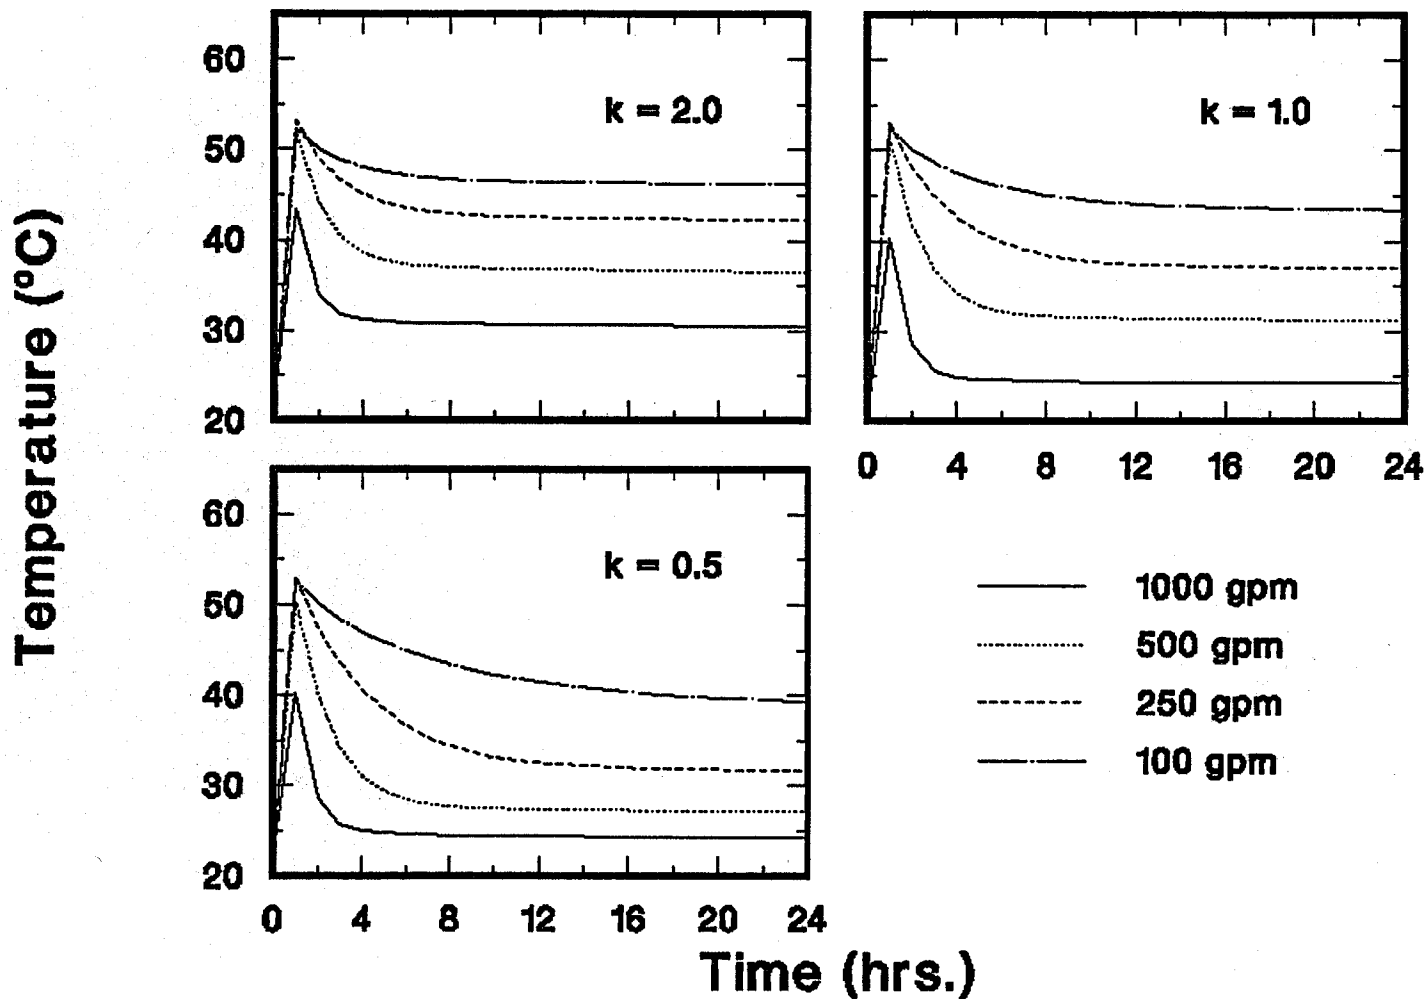 Temperature (°C)
60
50
40
30
20
k = 2.0
k = 1.0
0 4 8 12 16 20 24
60
50
40
30
20
k = 0.5
0 4 8 12 16 20 24
1000 gpm
500 gpm
250 gpm
100 gpm
Time (hrs.)